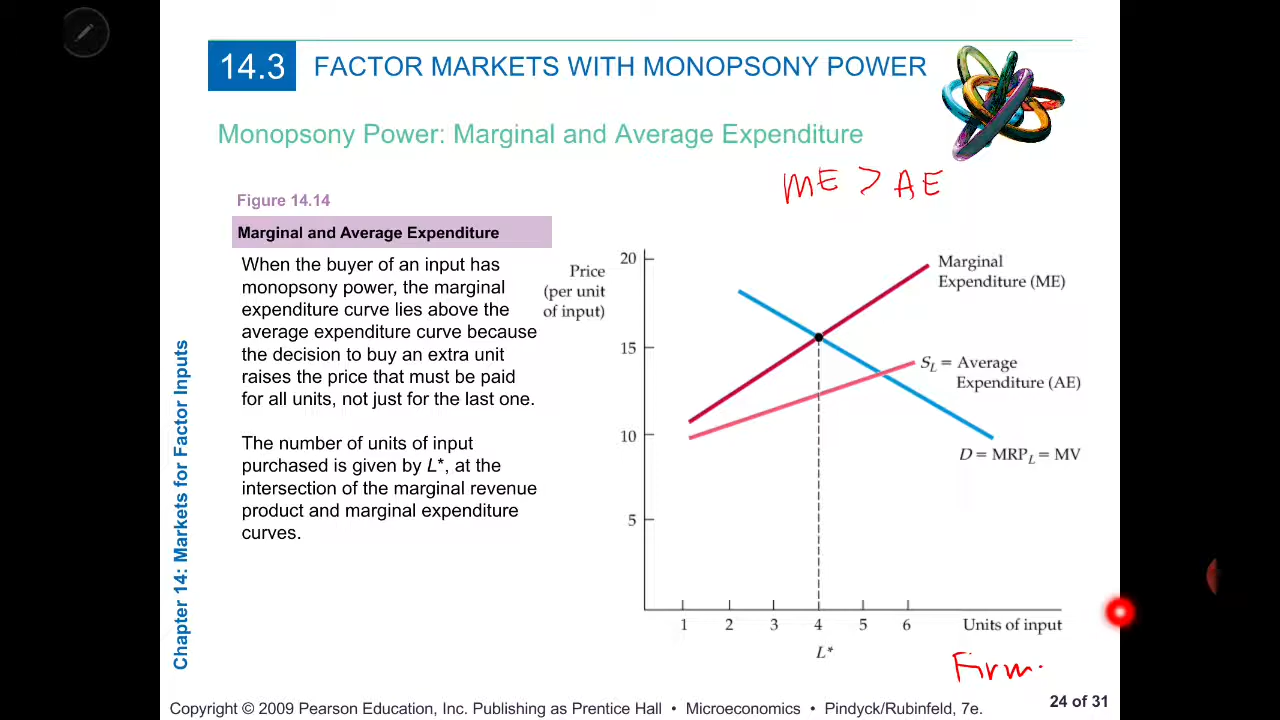 14.3 FACTOR MARKETS WITH MONOPSONY POWER
Monopsony Power: Marginal and Average Expenditure
ME > AE
Figure 14.14
Marginal and Average Expenditure
When the buyer of an input has
monopsony power, the marginal
expenditure curve lies above the
average expenditure curve because
the decision to buy an extra unit
raises the price that must be paid
for all units, not just for the last one.
The number of units of input
purchased is given by L*, at the
intersection of the marginal revenue
product and marginal expenditure
curves.
Chapter 14: Markets for Factor Inputs
Price
(per unit
of input)
20
15
10
5
Marginal
Expenditure (ME)
SL = Average
Expenditure (AE)
D = MRPL = MV
1 2 3 4 5 6 Units of input
L*
Firm.
24 of 31
Copyright © 2009 Pearson Education, Inc. Publishing as Prentice Hall • Microeconomics • Pindyck/Rubinfeld, 7e.